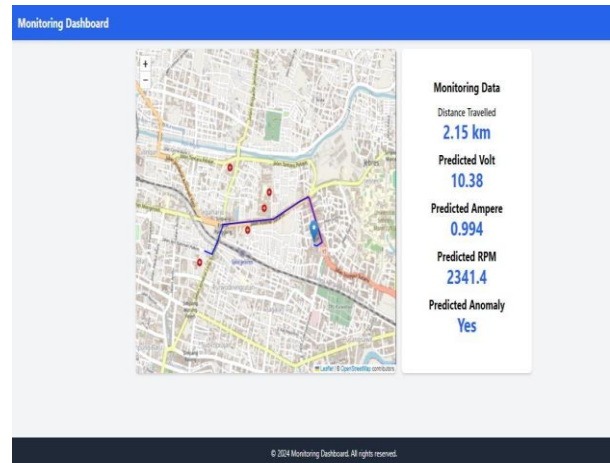 Monitoring Dashboard
+
−
Monitoring Data
Distance Travelled
2.15 km
Predicted Volt
10.38
Predicted Ampere
0.994
Predicted RPM
2341.4
Predicted Anomaly
Yes
Leaflet | © OpenStreetMap contributors
© 2024 Monitoring Dashboard. All rights reserved.